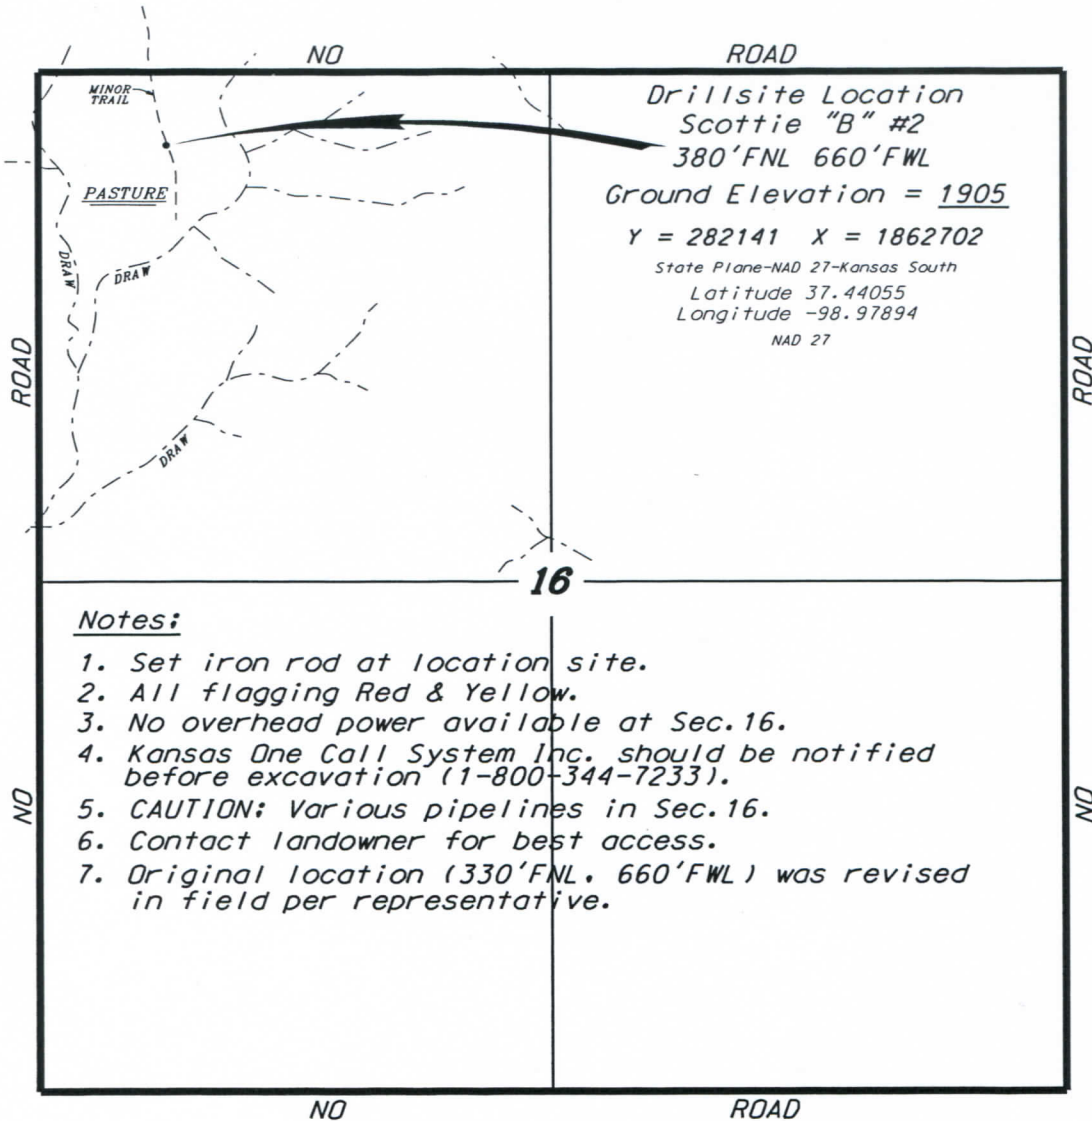 NO ROAD
MINOR
TRAIL
PASTURE
DRAW
DRAW
DRAW
Drillsite Location
Scottie "B" #2
380'FNL 660'FWL
Ground Elevation = 1905
Y = 282141 X = 1862702
State Plane-NAD 27-Kansas South
Latitude 37.44055
Longitude -98.97894
NAD 27
ROAD
ROAD
16
Notes:
1. Set iron rod at location site.
2. All flagging Red & Yellow.
3. No overhead power available at Sec.16.
4. Kansas One Call System Inc. should be notified
before excavation (1-800-344-7233).
5. CAUTION: Various pipelines in Sec.16.
6. Contact landowner for best access.
7. Original location (330'FNL. 660'FWL) was revised
in field per representative.
NO
NO
NO ROAD